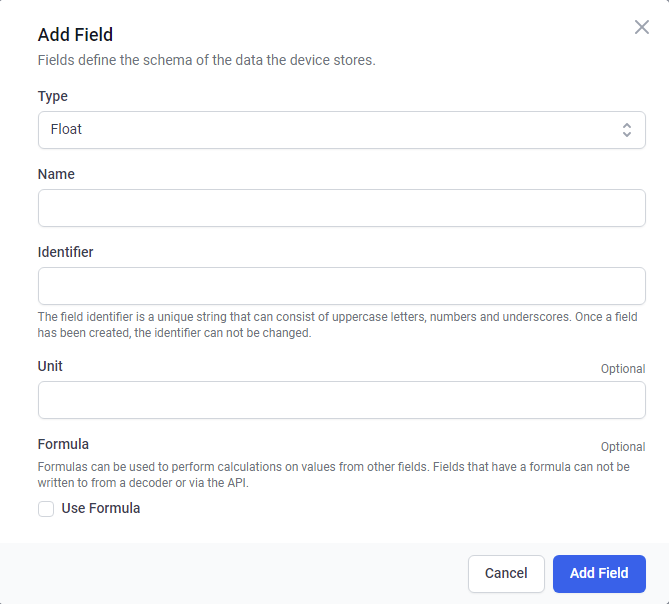 Add Field
Fields define the schema of the data the device stores.
Type
Float
Name
Identifier
The field identifier is a unique string that can consist of uppercase letters, numbers and underscores. Once a field
has been created, the identifier can not be changed.
Unit
Optional
Formula
Optional
Formulas can be used to perform calculations on values from other fields. Fields that have a formula can not be
written to from a decoder or via the API.
Use Formula
Cancel
Add Field